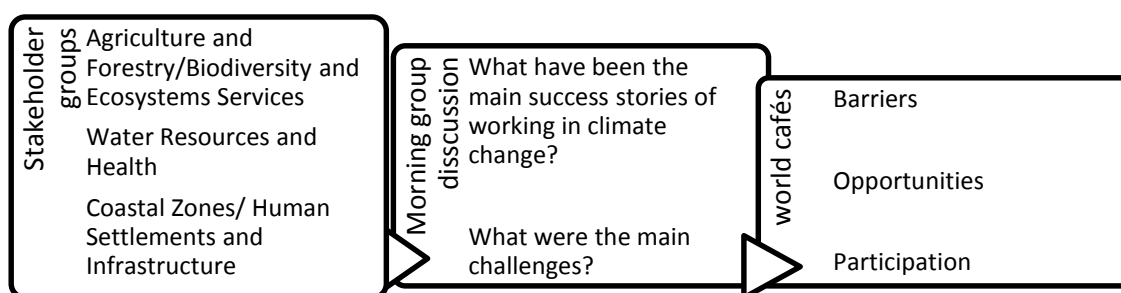 Stakeholder
groups
Agriculture and
Forestry/Biodiversity and
Ecosystems Services
Water Resources and
Health
Coastal Zones/ Human
Settlements and
Infrastructure
Morning group
disscussion
What have been the
main success stories of
working in climate
change?
What were the main
challenges?
world cafés
Barriers
Opportunities
Participation